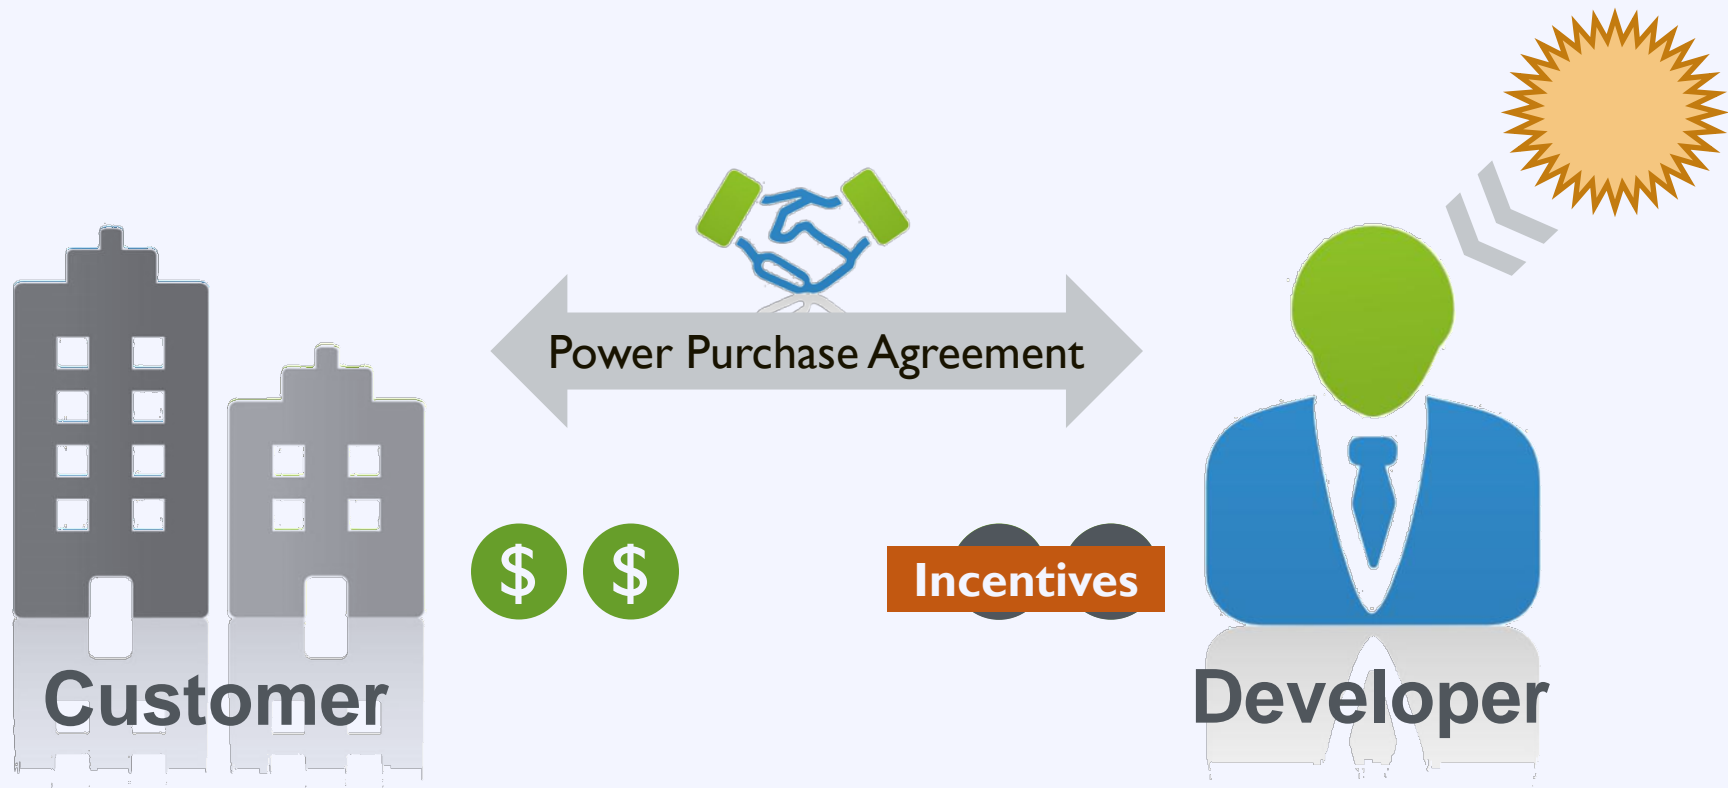 Power Purchase Agreement
$ $
Incentives
Customer
Developer